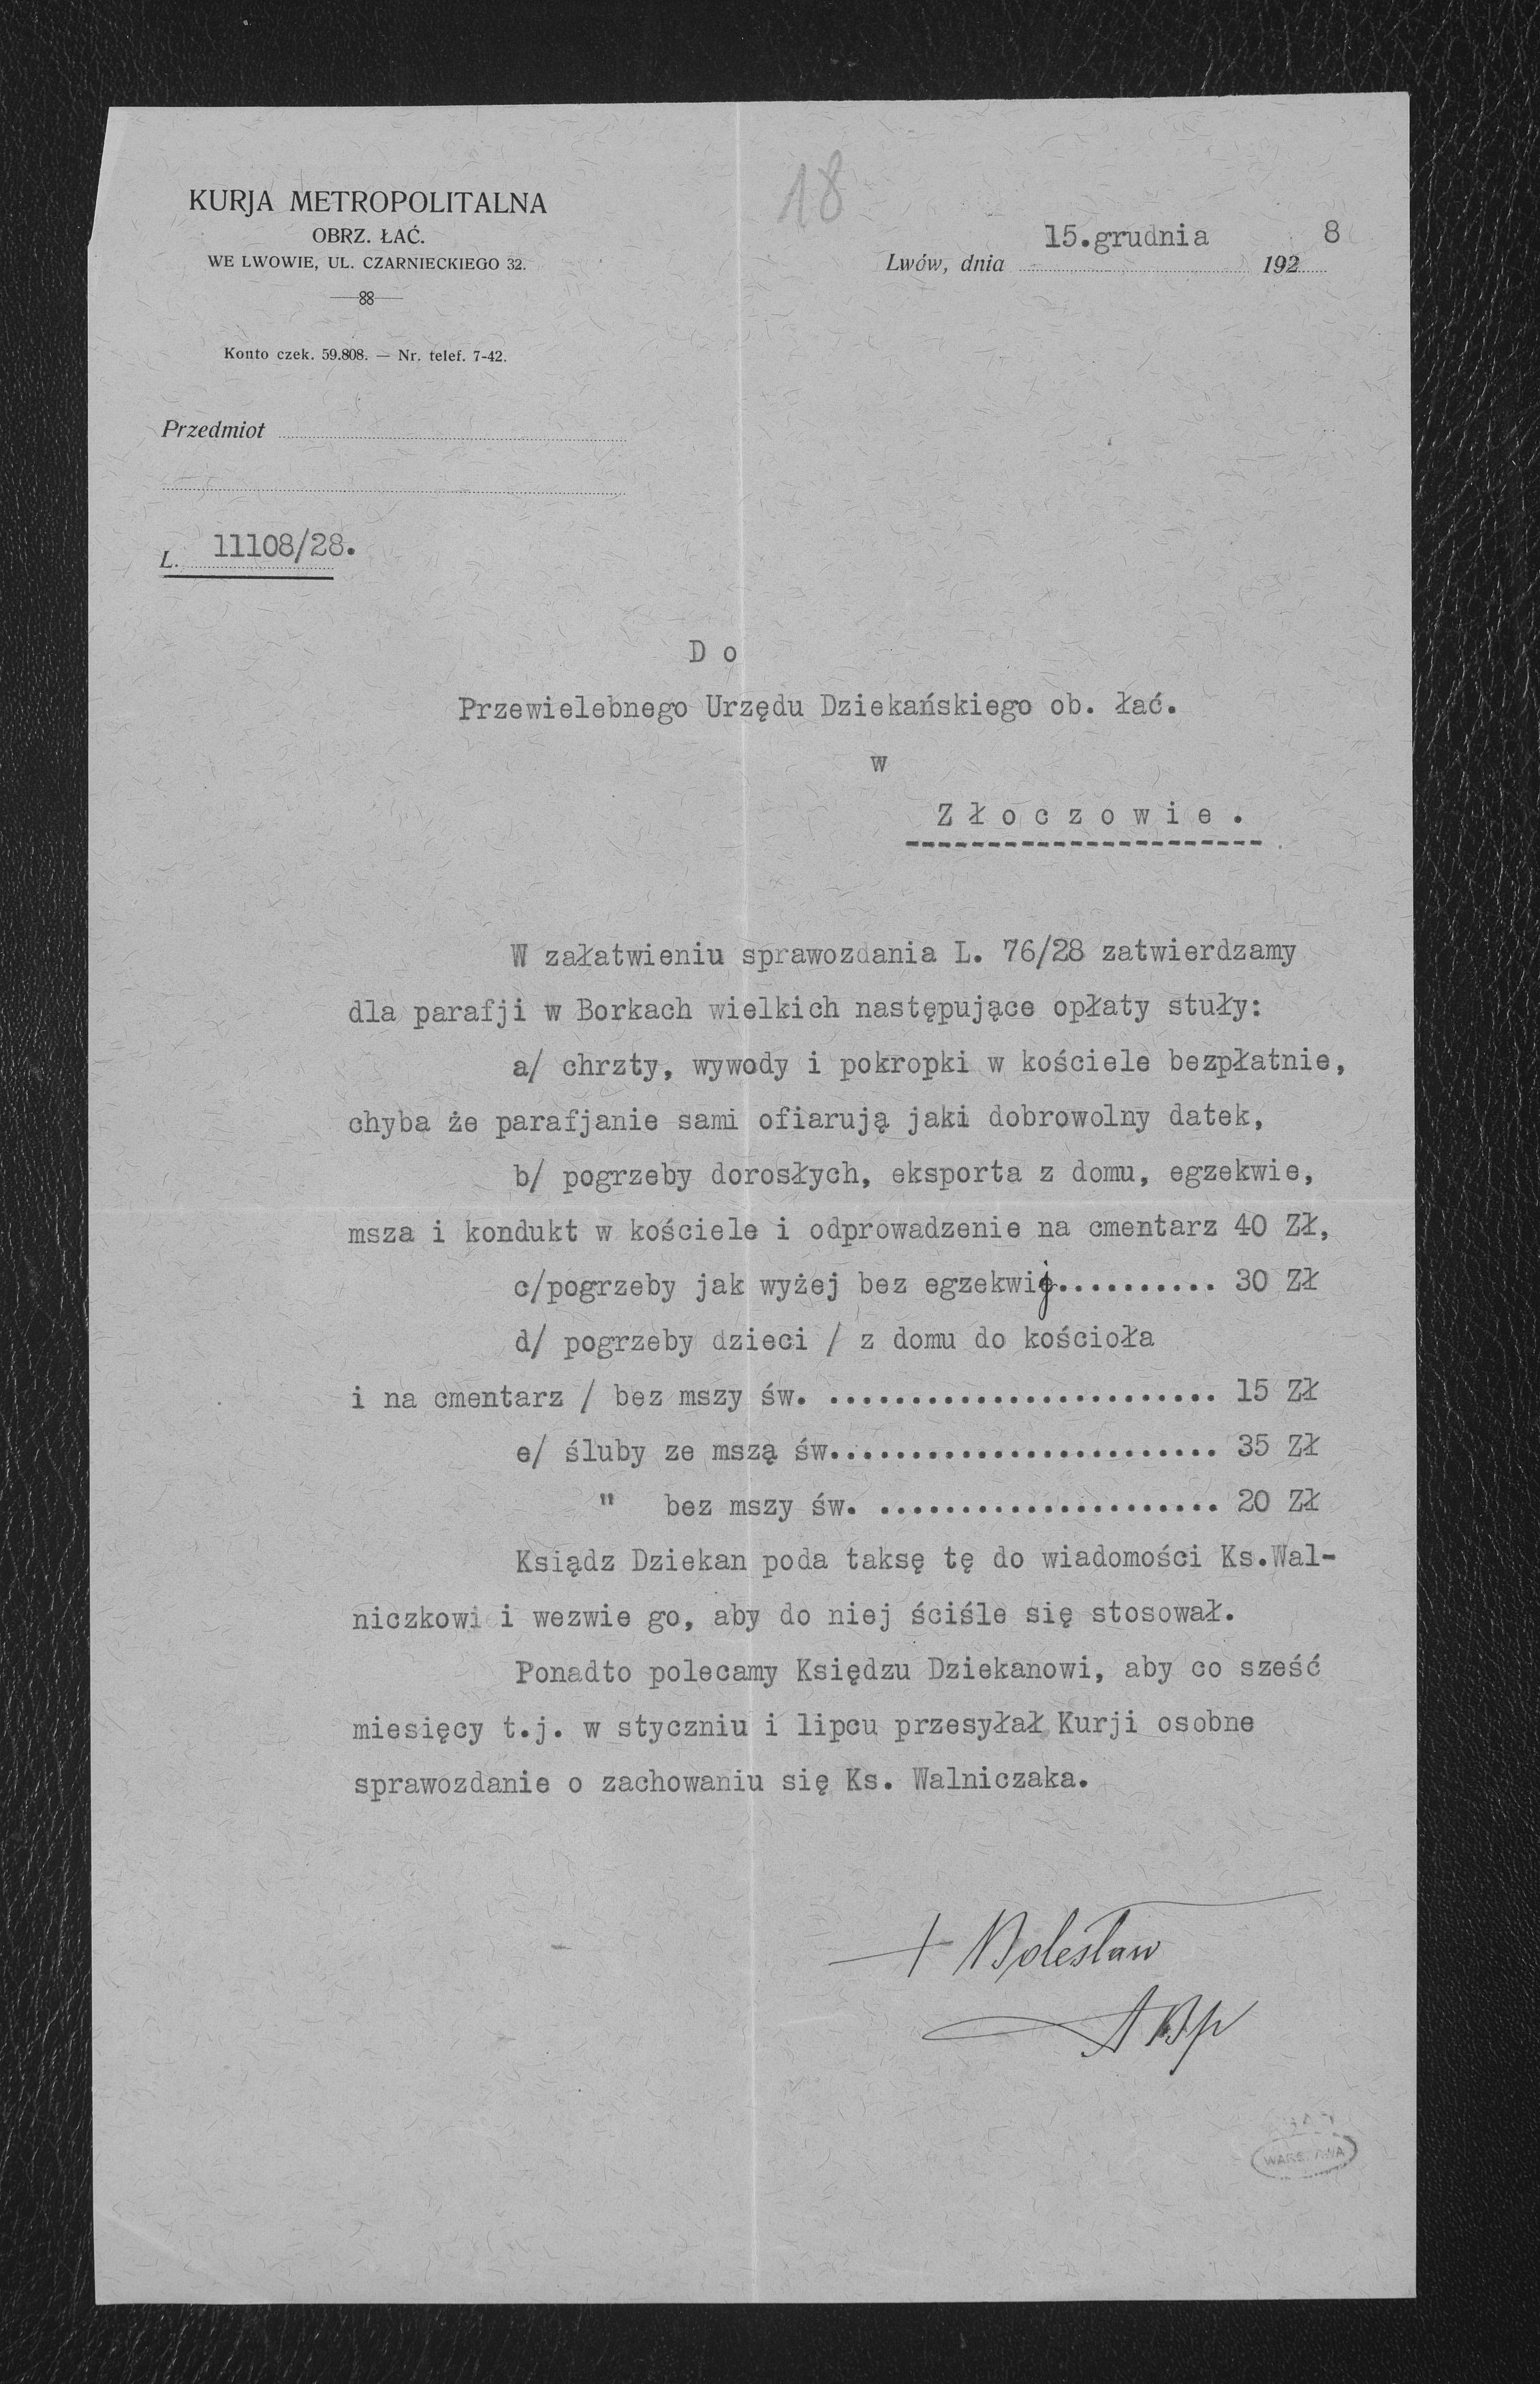 18
KURJA METROPOLITALNA
OBRZ. ŁAĆ.
WE LWOWIE, UL. CZARNIECKIEGO 32.
Konto czek. 59.808. — Nr. telef. 7-42.
Lwów, dnia 15.grudnia 1928
Przedmiot
L. 11108/28.
D o
Przewielebnego Urzędu Dziekańskiego ob. łać.
w
Z ł o c z o w i e .
W załatwieniu sprawozdania L. 76/28 zatwierdzamy
dla parafji w Borkach wielkich następujące opłaty stuły:
a/ chrzty, wywody i pokropki w kościele bezpłatnie,
chyba że parafjanie sami ofiarują jaki dobrowolny datek,
b/ pogrzeby dorosłych, eksporta z domu, egzekwie,
msza i kondukt w kościele i odprowadzenie na cmentarz 40 Zł,
c/pogrzeby jak wyżej bez egzekwij.......... 30 Zł
d/ pogrzeby dzieci / z domu do kościoła
i na cmentarz / bez mszy św. ........................ 15 Zł
e/ śluby ze mszą św........................ 35 Zł
" bez mszy św. ..................... 20 Zł
Ksiądz Dziekan poda taksę tę do wiadomości Ks.Wal-
niczkowi i wezwie go, aby do niej ściśle się stosował.
Ponadto polecamy Księdzu Dziekanowi, aby co sześć
miesięcy t.j. w styczniu i lipcu przesyłał Kurji osobne
sprawozdanie o zachowaniu się Ks. Walniczaka.
+ Bolesław
ABp
WARSZAWA